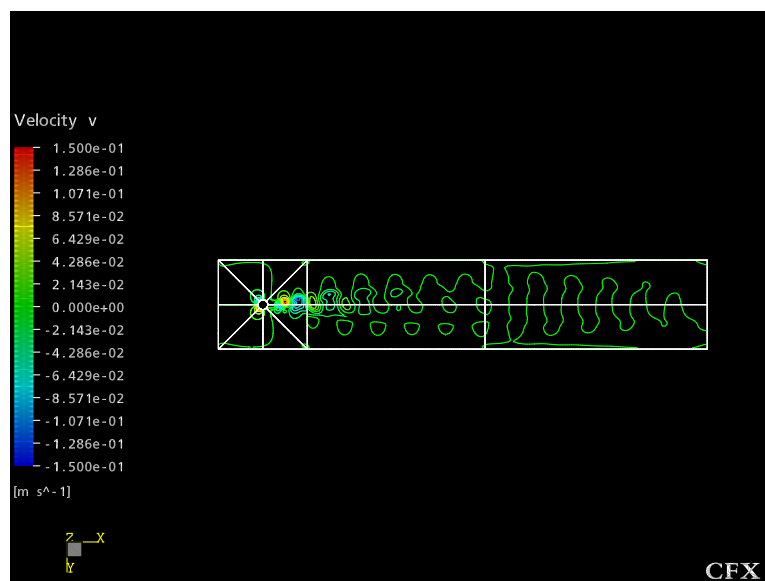 Velocity v
1.500e-01
1.286e-01
1.071e-01
8.571e-02
6.429e-02
4.286e-02
2.143e-02
0.000e+00
-2.143e-02
-4.286e-02
-6.429e-02
-8.571e-02
-1.071e-01
-1.286e-01
-1.500e-01
[m s^-1]
Z X
Y
CFX